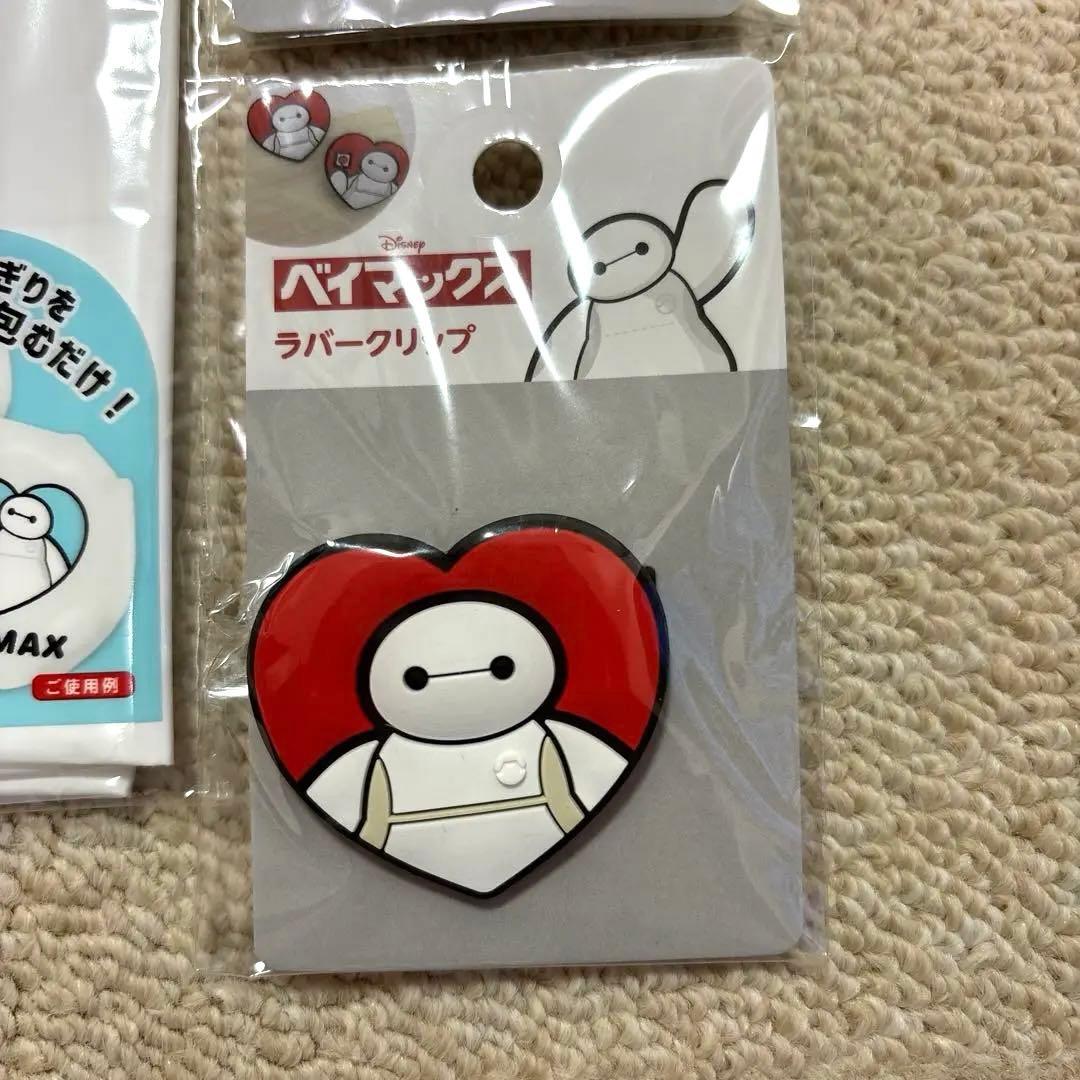 Disney
ベイマックス
ラバークリップ
ぎりを
包むだけ！
MAX
ご使用例